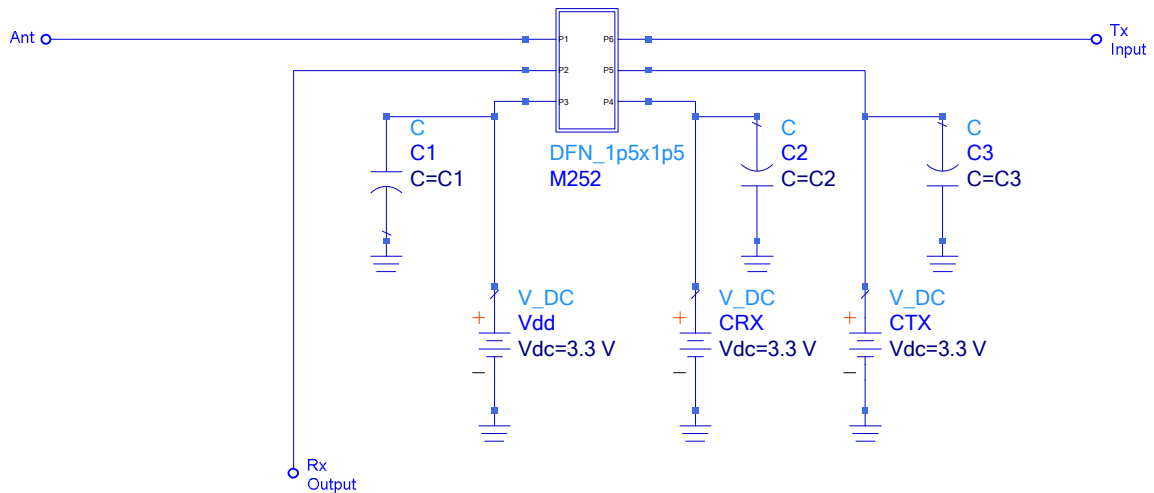 Ant
P1
P6
Tx
Input
P2
P5
P3
P4
C
C1
C=C1
DFN_1p5x1p5
M252
C
C2
C=C2
C
C3
C=C3
+
V_DC
Vdd
Vdc=3.3 V
−
+
V_DC
CRX
Vdc=3.3 V
−
+
V_DC
CTX
Vdc=3.3 V
−
Rx
Output